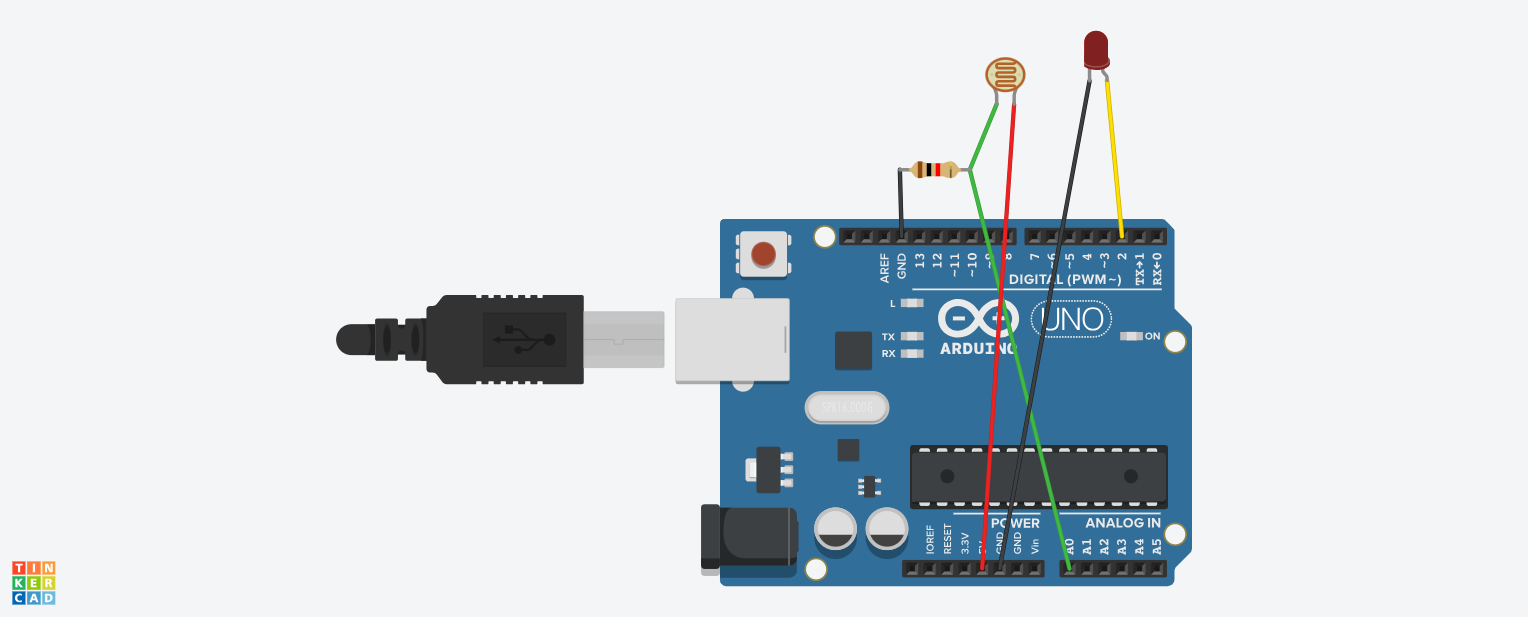 AREF
GND
13
12
~11
~10
~9
8
7
~6
~5
4
~3
2
TX→1
RX←0
DIGITAL (PWM~)
L
TX
RX
ARDUINO
UNO
ON
POWER
ANALOG IN
IOREF
RESET
3.3V
5V
GND
GND
Vin
A0
A1
A2
A3
A4
A5
TIN
KER
CAD